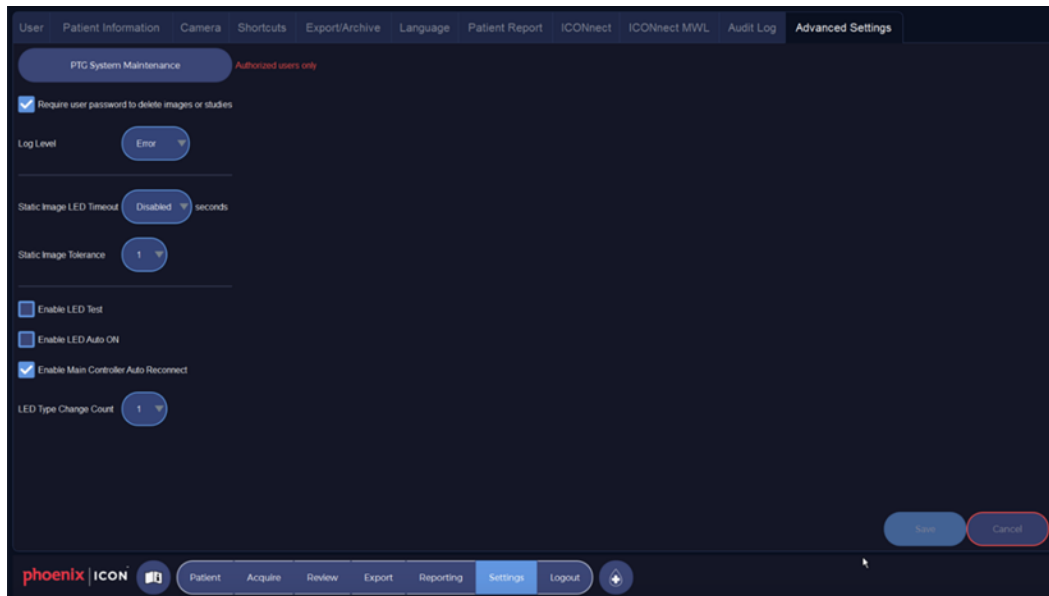 User Patient Information Camera Shortcuts Export/Archive Language Patient Report ICONnect ICONnect MWL Audit Log Advanced Settings
PTG System Maintenance Authorized users only
Require user password to delete images or studies
Log Level Error
Static Image LED Timeout Disabled seconds
Static Image Tolerance 1
Enable LED Test
Enable LED Auto ON
Enable Main Controller Auto Reconnect
LED Type Change Count 1
Save Cancel
phoenix | ICON Patient Acquire Review Export Reporting Settings Logout